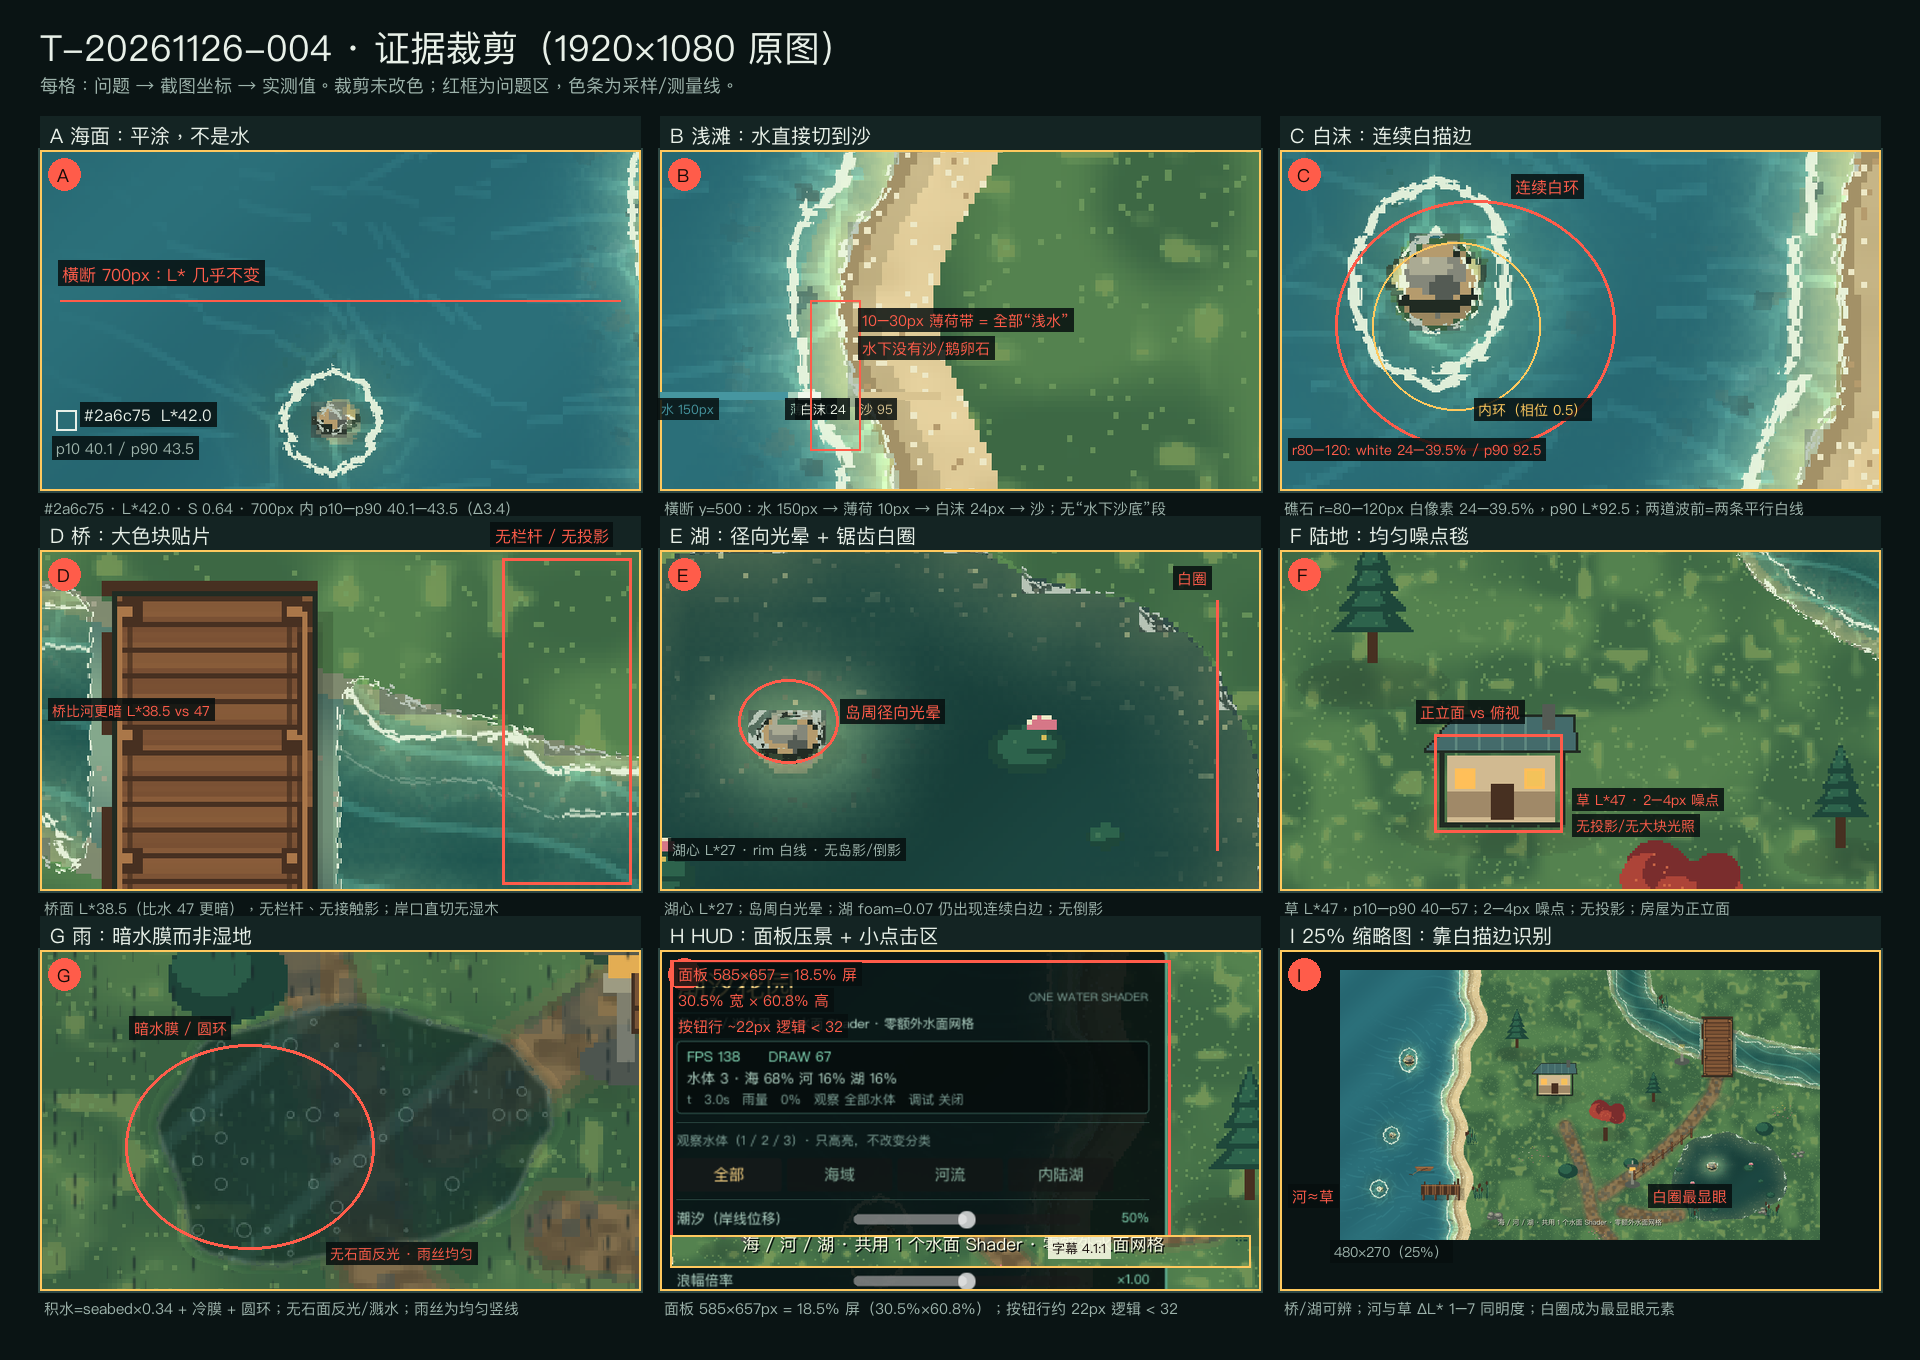 T–20261126–004 · 证据裁剪（1920×1080 原图）
每格：问题 → 截图坐标 → 实测值。裁剪未改色；红框为问题区，色条为采样/测量线。
A 海面：平涂，不是水
A
横断 700px：L* 几乎不变
#2a6c75 L*42.0
p10 40.1 / p90 43.5
#2a6c75 · L*42.0 · S 0.64 · 700px 内 p10—p90 40.1—43.5（Δ3.4）
B 浅滩：水直接切到沙
B
10—30px 薄荷带 = 全部“浅水”
水下没有沙/鹅卵石
水 150px
白沫 24
沙 95
横断 y=500：水 150px → 薄荷 10px → 白沫 24px → 沙；无“水下沙底”段
C 白沫：连续白描边
C
连续白环
内环（相位 0.5）
r80—120: white 24—39.5% / p90 92.5
礁石 r=80—120px 白像素 24—39.5%，p90 L*92.5；两道波前=两条平行白线
D 桥：大色块贴片
无栏杆 / 无投影
D
桥比河更暗 L*38.5 vs 47
桥面 L*38.5（比水 47 更暗），无栏杆、无接触影；岸口直切无湿木
E 湖：径向光晕 + 锯齿白圈
E
白圈
岛周径向光晕
湖心 L*27 · rim 白线 · 无岛影/倒影
湖心 L*27；岛周白光晕；湖 foam=0.07 仍出现连续白边；无倒影
F 陆地：均匀噪点毯
F
正立面 vs 俯视
草 L*47 · 2—4px 噪点
无投影/无大块光照
草 L*47，p10—p90 40—57；2—4px 噪点；无投影；房屋为正立面
G 雨：暗水膜而非湿地
G
暗水膜 / 圆环
无石面反光 · 雨丝均匀
积水=seabed×0.34 + 冷膜 + 圆环；无石面反光/溅水；雨丝为均匀竖线
H HUD：面板压景 + 小点击区
面板 585×657 = 18.5% 屏
30.5% 宽 × 60.8% 高
ONE WATER SHADER
按钮行 ~22px 逻辑 < 32
der · 零额外水面网格
FPS 138 DRAW 67
水体 3 · 海 68% 河 16% 湖 16%
t 3.0s 雨量 0% 观察 全部水体 调试 关闭
观察水体（1 / 2 / 3）· 只高亮，不改变分类
全部 海域 河流 内陆湖
潮汐（岸线位移） 50%
海 / 河 / 湖 · 共用 1 个水面 Shader · 面网格
字幕 4.1:1
浪幅倍率 ×1.00
面板 585×657px = 18.5% 屏（30.5%×60.8%）；按钮行约 22px 逻辑 < 32
I 25% 缩略图：靠白描边识别
I
河≈草
白圈最显眼
海 / 河 / 湖 · 共用 1 个水面 Shader · 零额外水面网格
480×270（25%）
桥/湖可辨；河与草 ΔL* 1—7 同明度；白圈成为最显眼元素